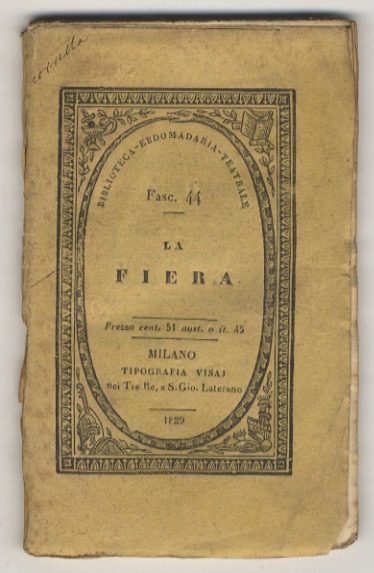 BIBLIOTECA-EBDOMADARIA-TEATRALE
Fasc. 44
LA
FIERA
Prezzo cent. 51 aust. o it. 45
MILANO
TIPOGRAFIA VISAJ
nei Tre Re, a S. Gio. Laterano
1829